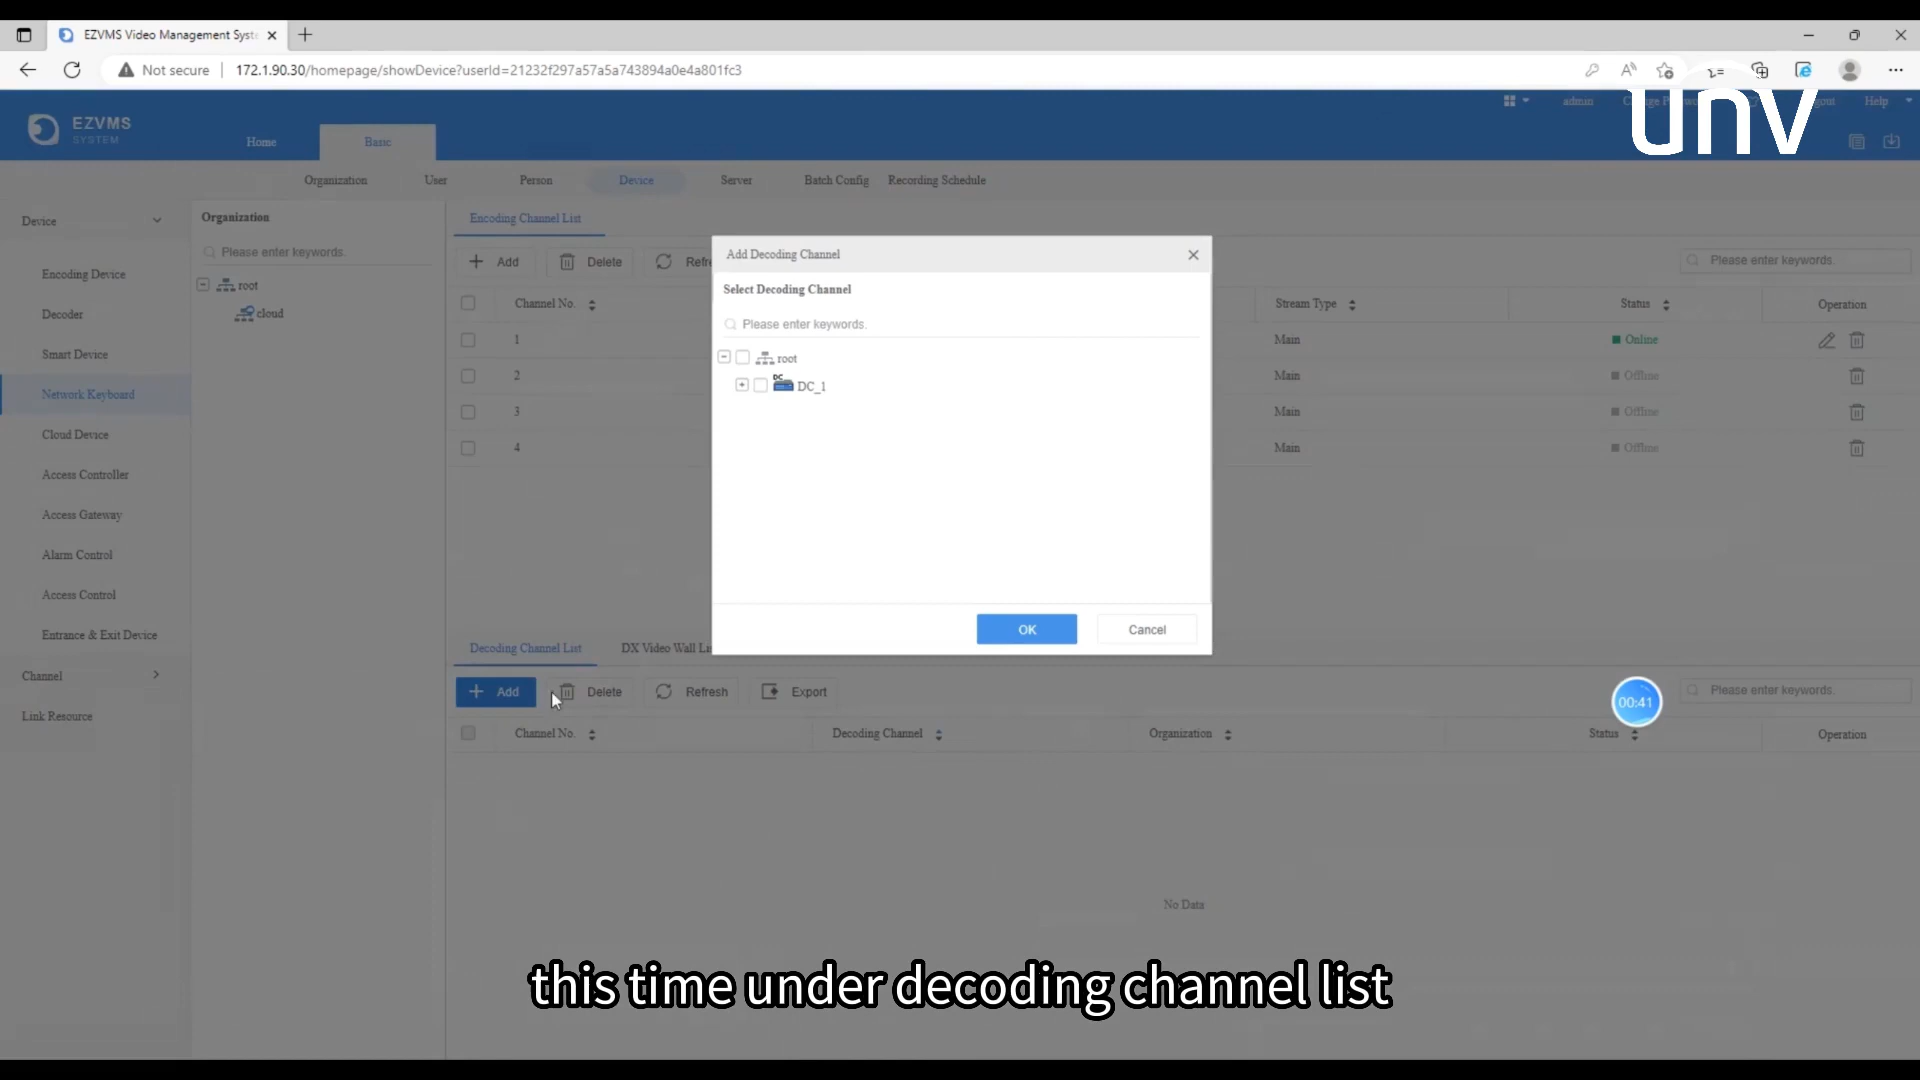 EZVMS Video Management Syst
Not secure
172.1.90.30/homepage/showDevice?userId=21232f297a57a5a743894a0e4a801fc3
unv
EZVMS
SYSTEM
Home
Basic
admin
Help
Organization
User
Person
Device
Server
Batch Config
Recording Schedule
Device
Encoding Device
Decoder
Smart Device
Network Keyboard
Cloud Device
Access Controller
Access Gateway
Alarm Control
Access Control
Entrance & Exit Device
Channel
Link Resource
Organization
Please enter keywords.
root
cloud
Encoding Channel List
Add
Delete
Refre
Please enter keywords.
Channel No.
Stream Type
Status
Operation
1
Main
Online
2
Main
Offline
3
Main
Offline
4
Main
Offline
Add Decoding Channel
Select Decoding Channel
Please enter keywords.
root
DC
DC_1
OK
Cancel
Decoding Channel List
DX Video Wall Lis
Add
Delete
Refresh
Export
00:41
Please enter keywords.
Channel No.
Decoding Channel
Organization
Status
Operation
No Data
this time under decoding channel list